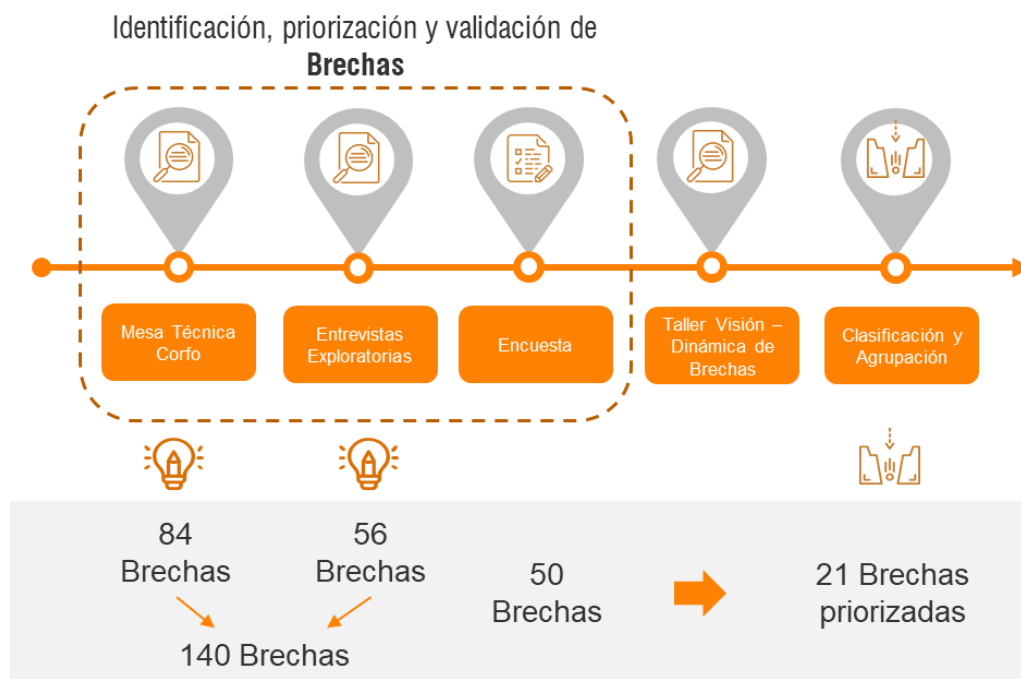 Identificación, priorización y validación de
Brechas
Mesa Técnica
Corfo
Entrevistas
Exploratorias
Encuesta
Taller Visión –
Dinámica de
Brechas
Clasificación y
Agrupación
84
Brechas
56
Brechas
140 Brechas
50
Brechas
21 Brechas
priorizadas